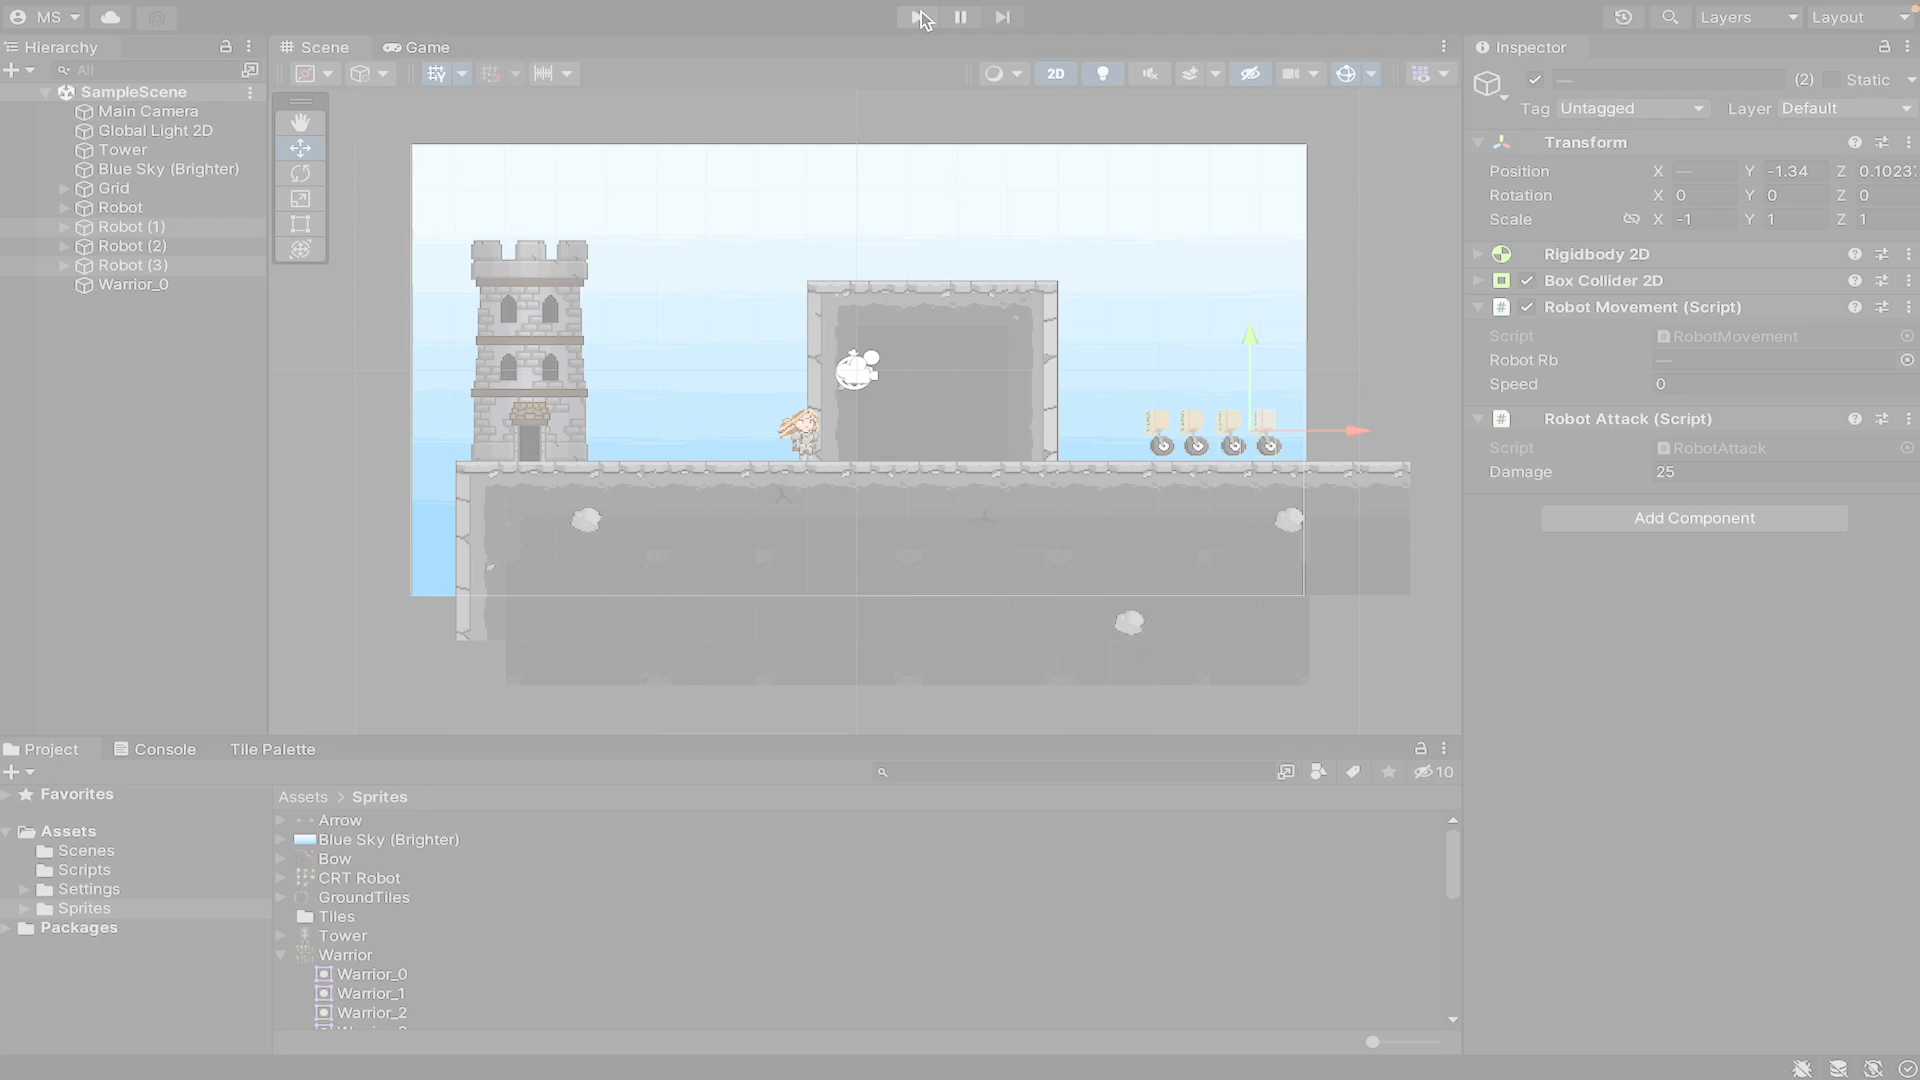 MS
Layers
Layout
Hierarchy
Scene
Game
Inspector
All
2D
(2)
Static
SampleScene
Main Camera
Global Light 2D
Tower
Blue Sky (Brighter)
Grid
Robot
Robot (1)
Robot (2)
Robot (3)
Warrior_0
Tag Untagged
Layer Default
Transform
Position X — Y -1.34 Z 0.1023
Rotation X 0 Y 0 Z 0
Scale X -1 Y 1 Z 1
Rigidbody 2D
Box Collider 2D
Robot Movement (Script)
Script RobotMovement
Robot Rb —
Speed 0
Robot Attack (Script)
Script RobotAttack
Damage 25
Add Component
Project
Console
Tile Palette
10
Favorites
Assets
Scenes
Scripts
Settings
Sprites
Packages
Assets > Sprites
Arrow
Blue Sky (Brighter)
Bow
CRT Robot
GroundTiles
Tiles
Tower
Warrior
Warrior_0
Warrior_1
Warrior_2